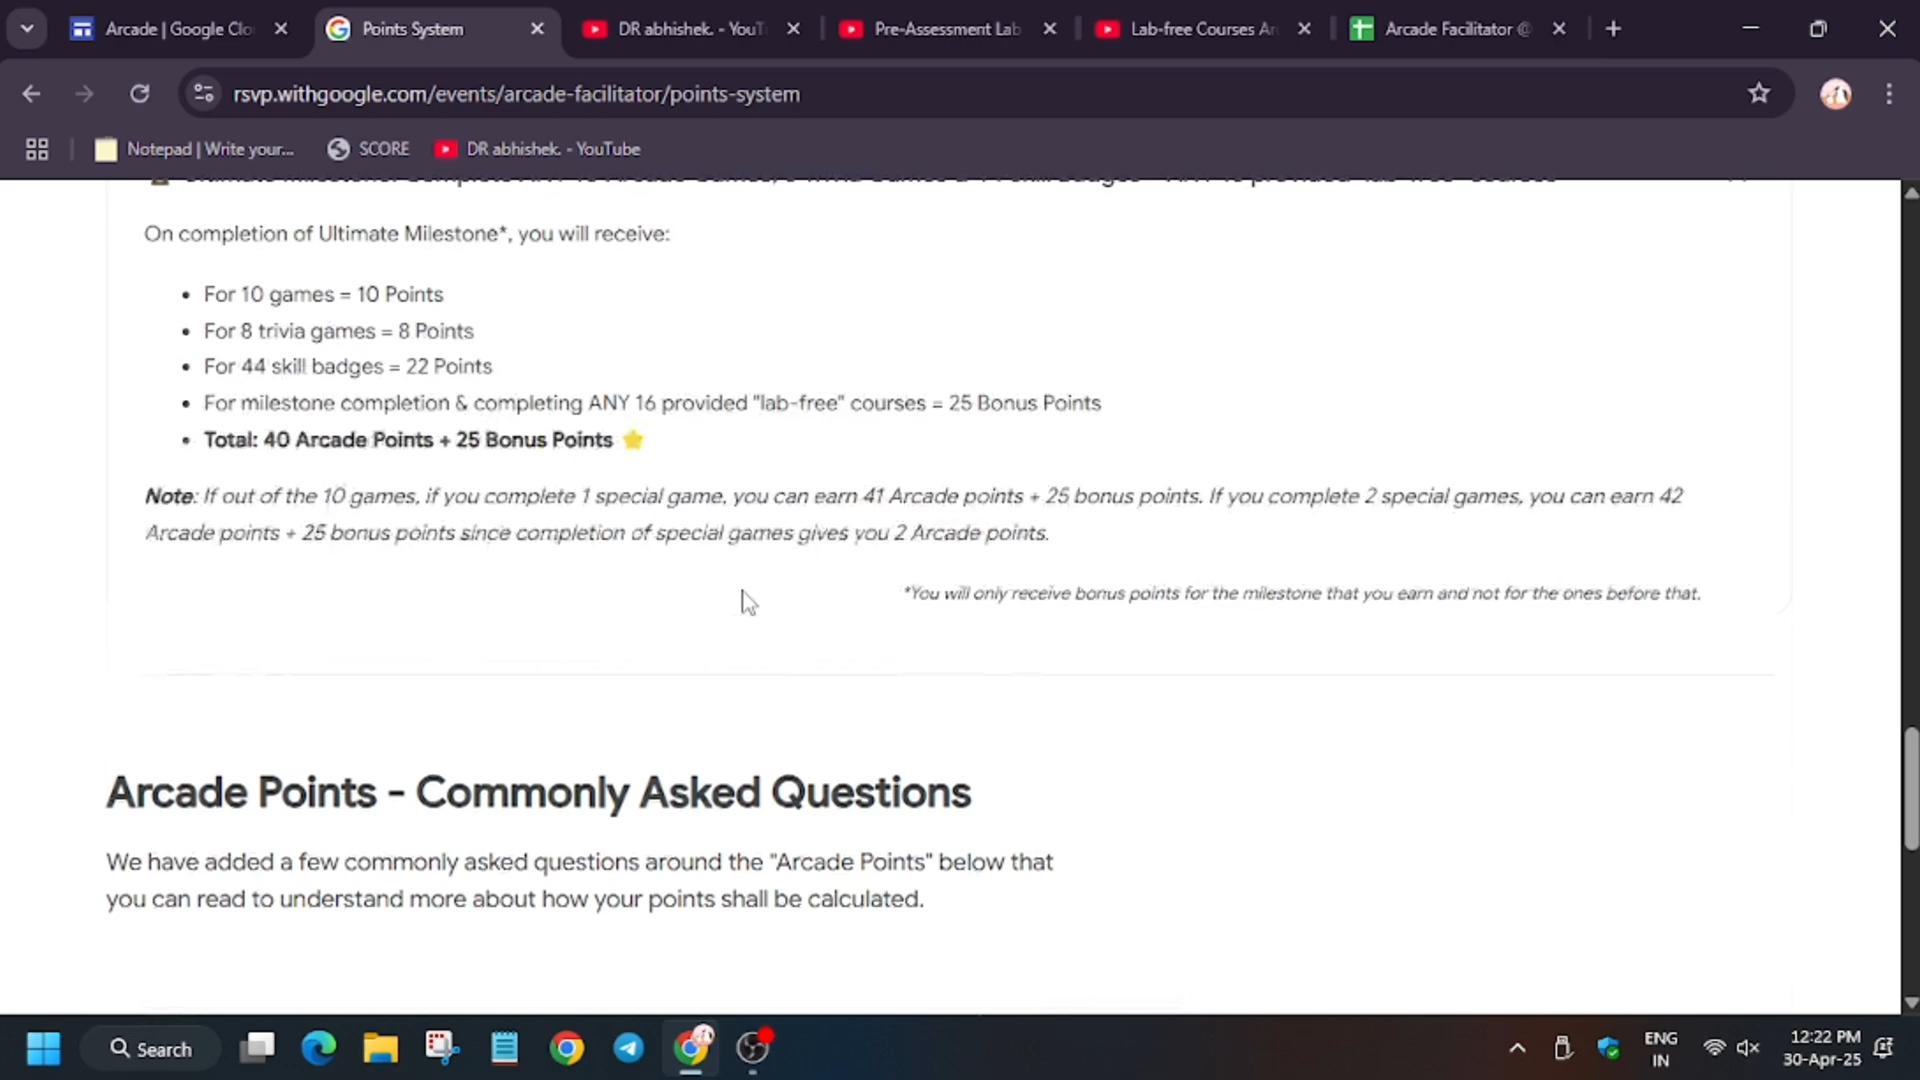 Arcade | Google Clo
Points System
DR abhishek. - YouT
Pre-Assessment Lab
Lab-free Courses Ar
Arcade Facilitator @
rsvp.withgoogle.com/events/arcade-facilitator/points-system
Notepad | Write your...
SCORE
DR abhishek. - YouTube
On completion of Ultimate Milestone*, you will receive:
• For 10 games = 10 Points
• For 8 trivia games = 8 Points
• For 44 skill badges = 22 Points
• For milestone completion & completing ANY 16 provided "lab-free" courses = 25 Bonus Points
• Total: 40 Arcade Points + 25 Bonus Points
Note: If out of the 10 games, if you complete 1 special game, you can earn 41 Arcade points + 25 bonus points. If you complete 2 special games, you can earn 42
Arcade points + 25 bonus points since completion of special games gives you 2 Arcade points.
*You will only receive bonus points for the milestone that you earn and not for the ones before that.
Arcade Points - Commonly Asked Questions
We have added a few commonly asked questions around the "Arcade Points" below that
you can read to understand more about how your points shall be calculated.
Search
ENG
IN
12:22 PM
30-Apr-25